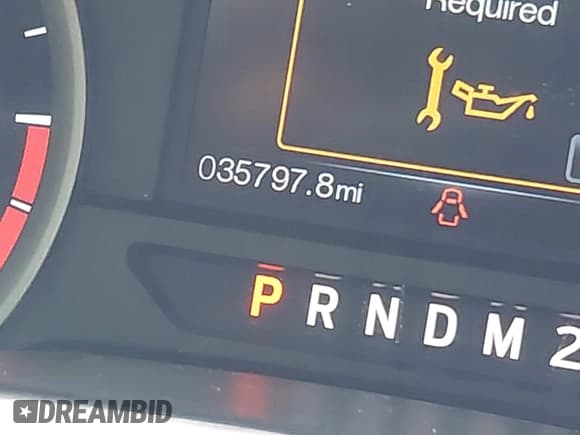 Required
035797.8mi
P R N D M 2
DREAMBID